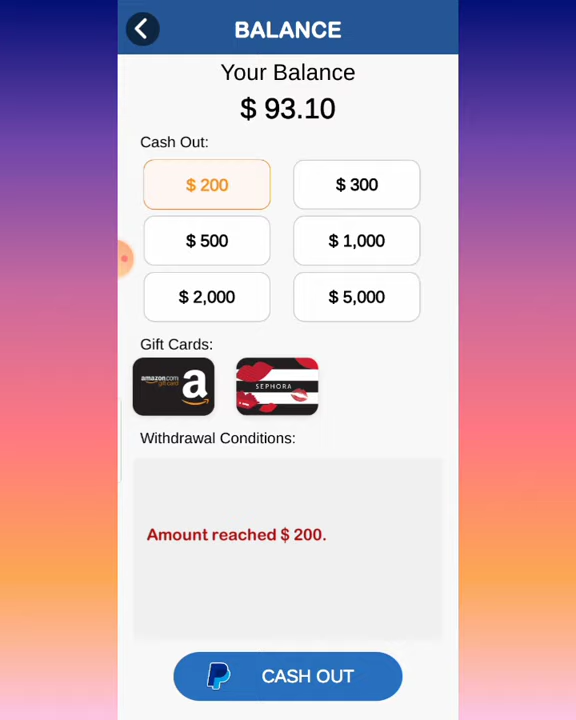 BALANCE
Your Balance
$ 93.10
Cash Out:
$ 200
$ 300
$ 500
$ 1,000
$ 2,000
$ 5,000
Gift Cards:
amazon.com
giftcard
a
SEPHORA
Withdrawal Conditions:
Amount reached $ 200.
CASH OUT